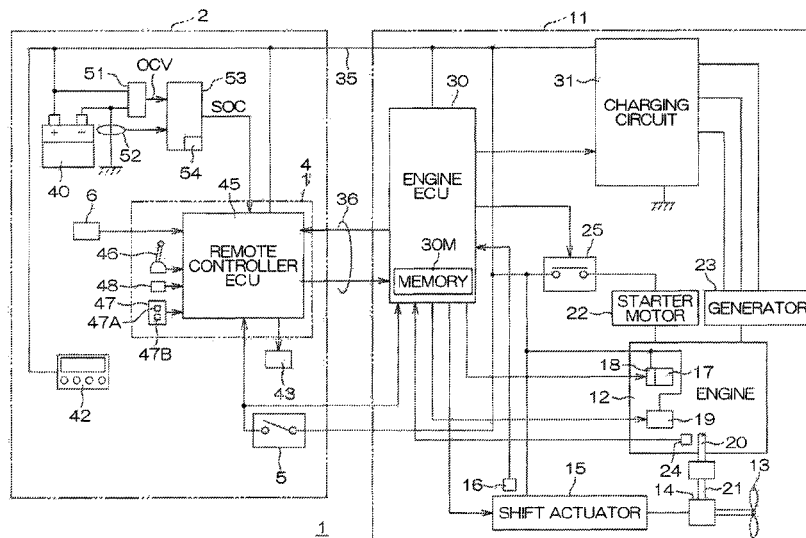 2
11
51
OCV
53
35
30
31
CHARGING
CIRCUIT
SOC
+
−
52
54
40
ENGINE
ECU
4
45
36
6
46
REMOTE
CONTROLLER
ECU
30M
MEMORY
25
48
47
47A
47B
23
STARTER
MOTOR
22
GENERATOR
43
42
18
17
12
ENGINE
19
5
24
20
13
16
15
14
21
SHIFT ACTUATOR
1